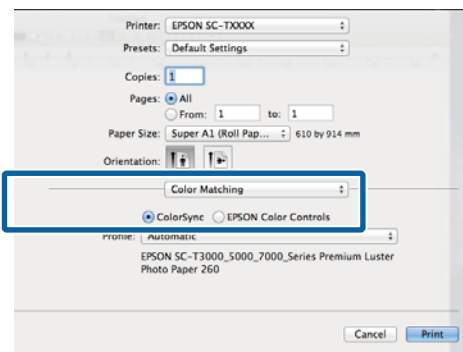 Printer: EPSON SC-TXXXX
Presets: Default Settings
Copies: 1
Pages: All
From: 1 to: 1
Paper Size: Super A1 (Roll Pap... 610 by 914 mm
Orientation:
Color Matching
ColorSync EPSON Color Controls
Profile: Automatic
EPSON SC-T3000_5000_7000_Series Premium Luster
Photo Paper 260
Cancel Print